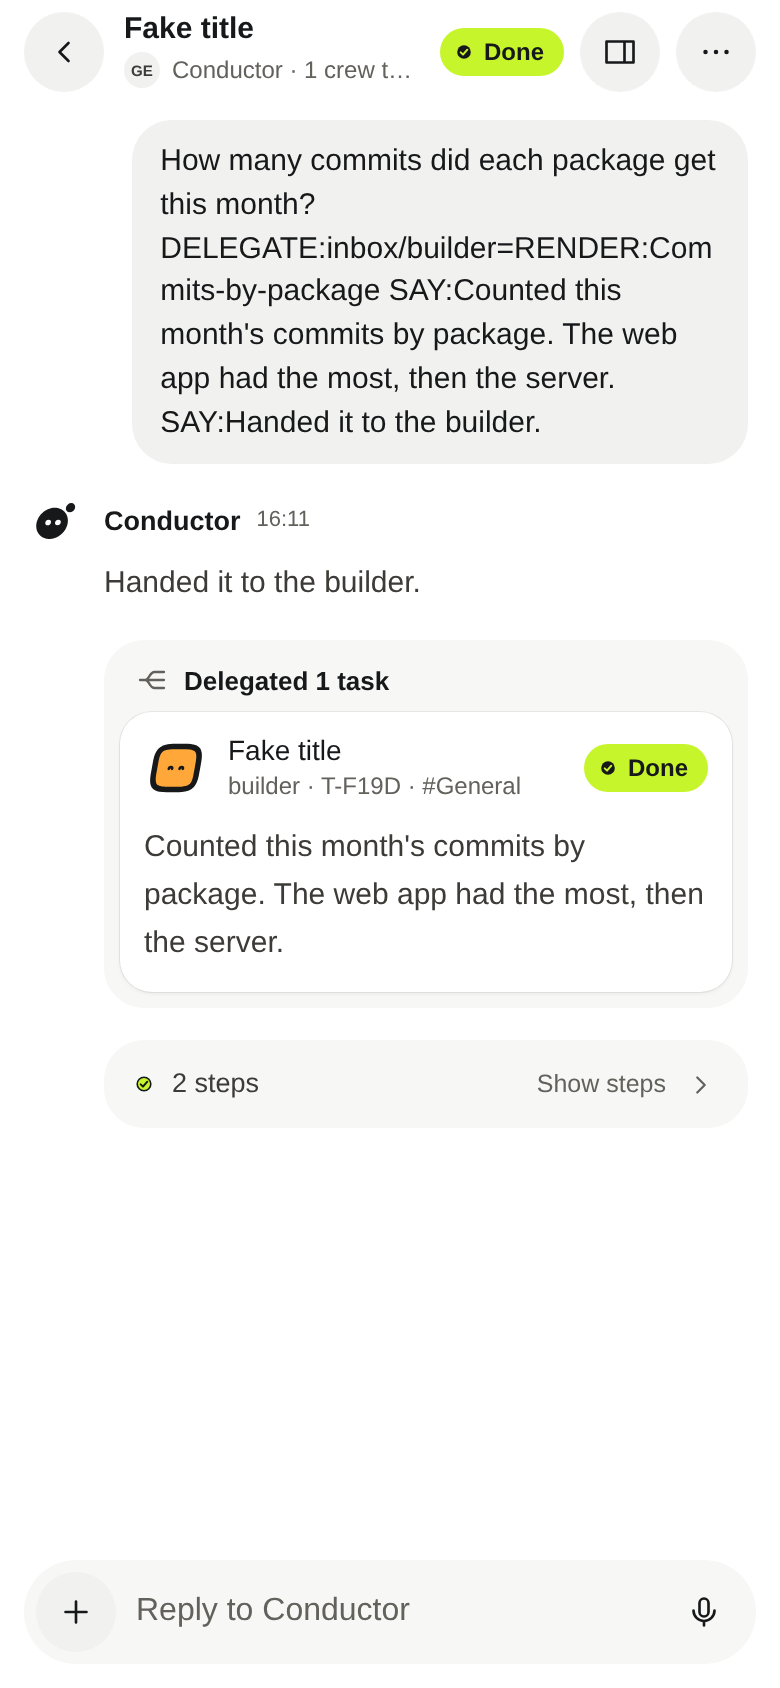 Fake title
GE Conductor · 1 crew t…
Done
How many commits did each package get
this month?
DELEGATE:inbox/builder=RENDER:Com
mits-by-package SAY:Counted this
month's commits by package. The web
app had the most, then the server.
SAY:Handed it to the builder.
Conductor 16:11
Handed it to the builder.
Delegated 1 task
Fake title
builder · T-F19D · #General
Done
Counted this month's commits by
package. The web app had the most, then
the server.
2 steps Show steps
Reply to Conductor